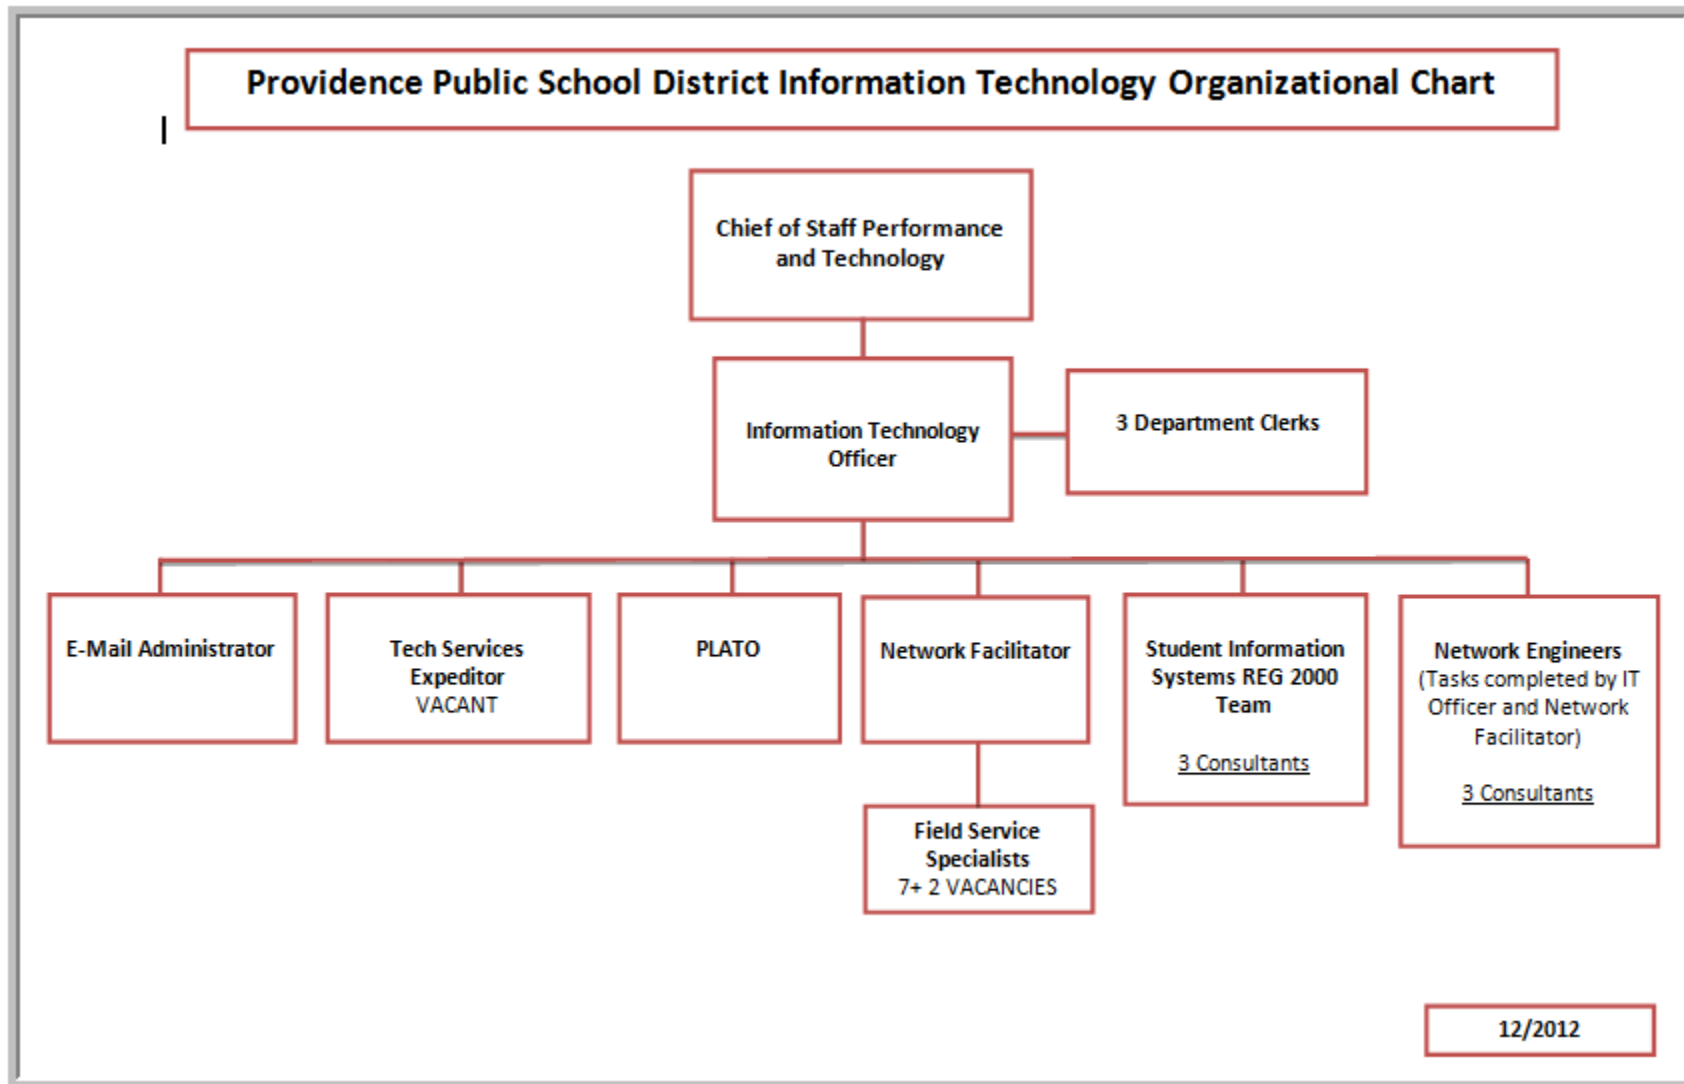 Providence Public School District Information Technology Organizational Chart
Chief of Staff Performance
and Technology
Information Technology
Officer
3 Department Clerks
E-Mail Administrator
Tech Services
Expeditor
VACANT
PLATO
Network Facilitator
Student Information
Systems REG 2000
Team
3 Consultants
Network Engineers
(Tasks completed by IT
Officer and Network
Facilitator)
3 Consultants
Field Service
Specialists
7+ 2 VACANCIES
12/2012